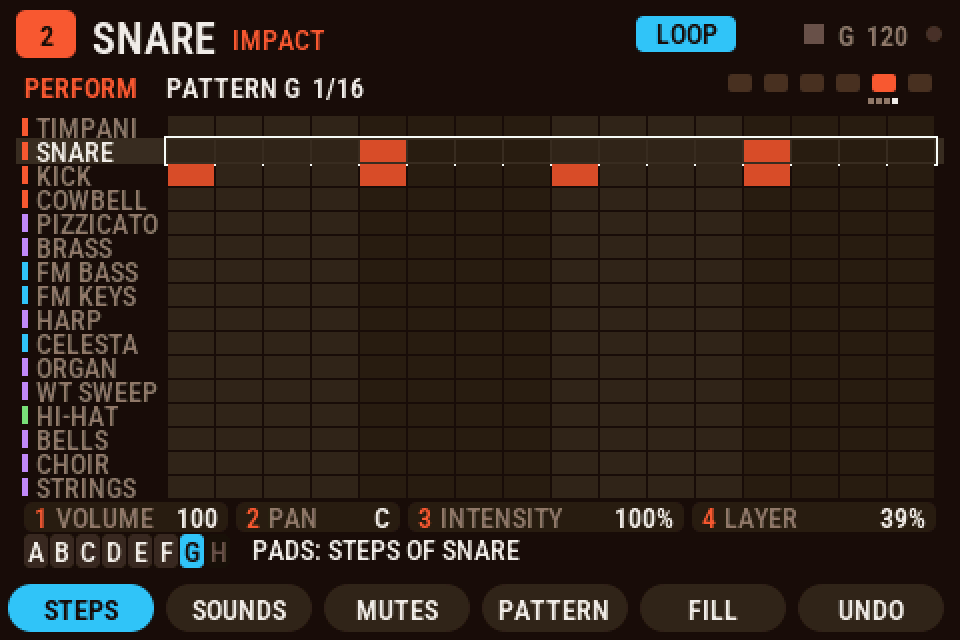 2 SNARE IMPACT LOOP G 120
PERFORM PATTERN G 1/16
TIMPANI
SNARE
KICK
COWBELL
PIZZICATO
BRASS
FM BASS
FM KEYS
HARP
CELESTA
ORGAN
WT SWEEP
HI-HAT
BELLS
CHOIR
STRINGS
1 VOLUME 100 2 PAN C 3 INTENSITY 100% 4 LAYER 39%
A B C D E F G H PADS: STEPS OF SNARE
STEPS SOUNDS MUTES PATTERN FILL UNDO